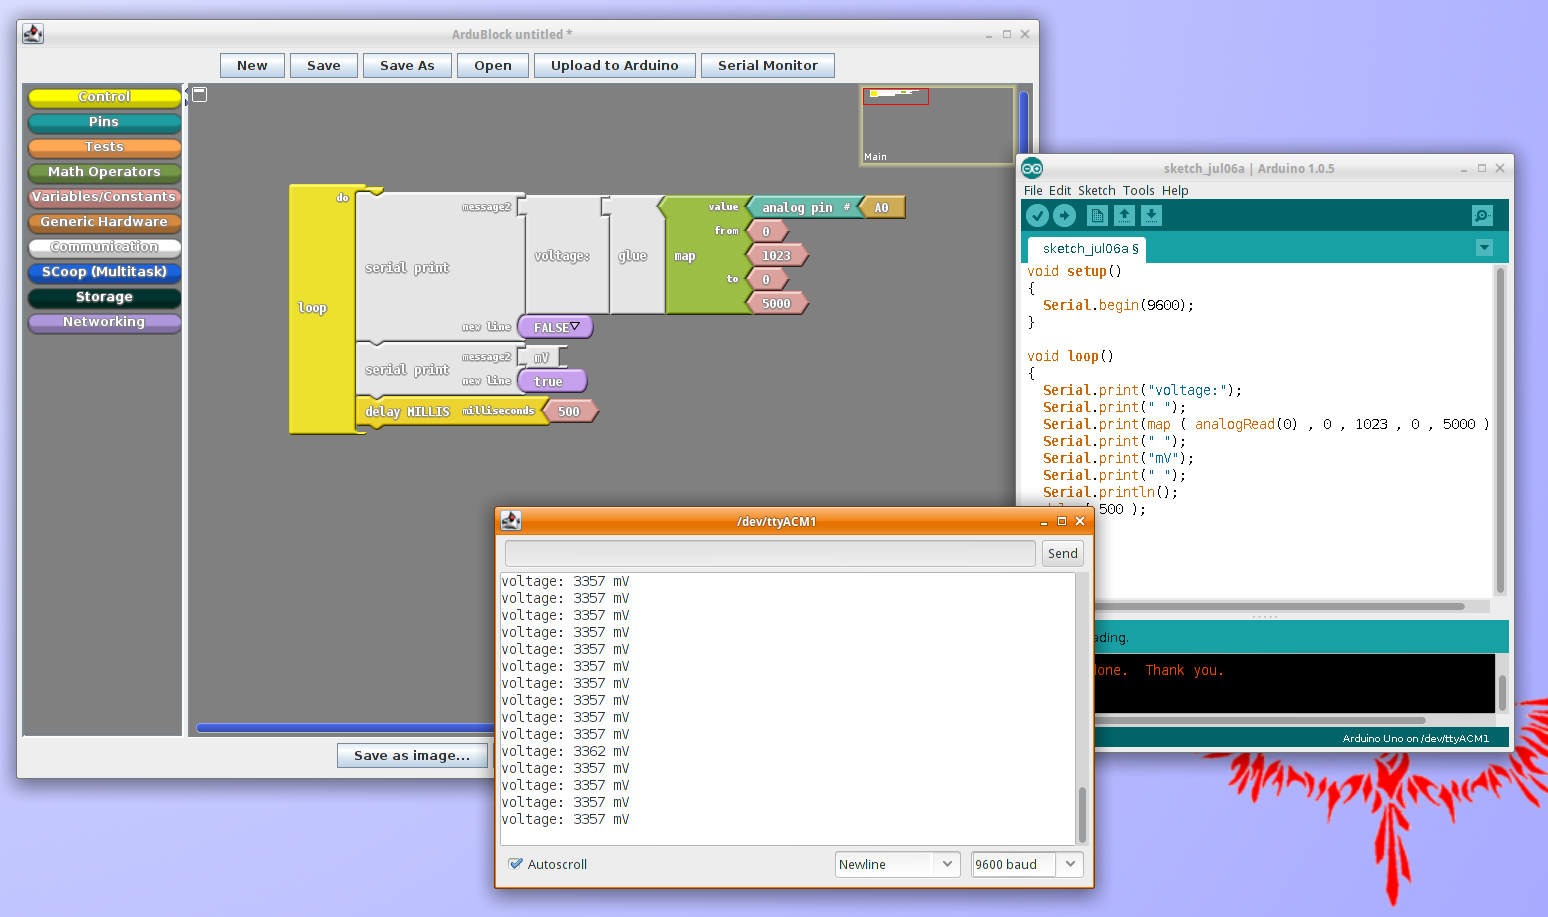 ArduBlock untitled *
New
Save
Save As
Open
Upload to Arduino
Serial Monitor
Control
Pins
Tests
Math Operators
Variables/Constants
Generic Hardware
Communication
SCoop (Multitask)
Storage
Networking
Main
loop
do
serial print
message2
voltage:
glue
map
value
analog pin #
A0
from
0
1023
to
0
5000
new line
FALSE
serial print
message2
mV
new line
true
delay MILLIS milliseconds
500
Save as image...
sketch_jul06a | Arduino 1.0.5
File Edit Sketch Tools Help
sketch_jul06a §
void setup()
{
Serial.begin(9600);
}
void loop()
{
Serial.print("voltage:");
Serial.print(" ");
Serial.print(map ( analogRead(0) , 0 , 1023 , 0 , 5000 )
Serial.print(" ");
Serial.print("mV");
Serial.print(" ");
Serial.println();
500 );
ading.
Thank you.
Arduino Uno on /dev/ttyACM1
/dev/ttyACM1
Send
voltage: 3357 mV
voltage: 3357 mV
voltage: 3357 mV
voltage: 3357 mV
voltage: 3357 mV
voltage: 3357 mV
voltage: 3357 mV
voltage: 3357 mV
voltage: 3357 mV
voltage: 3357 mV
voltage: 3362 mV
voltage: 3357 mV
voltage: 3357 mV
voltage: 3357 mV
voltage: 3357 mV
Autoscroll
Newline
9600 baud